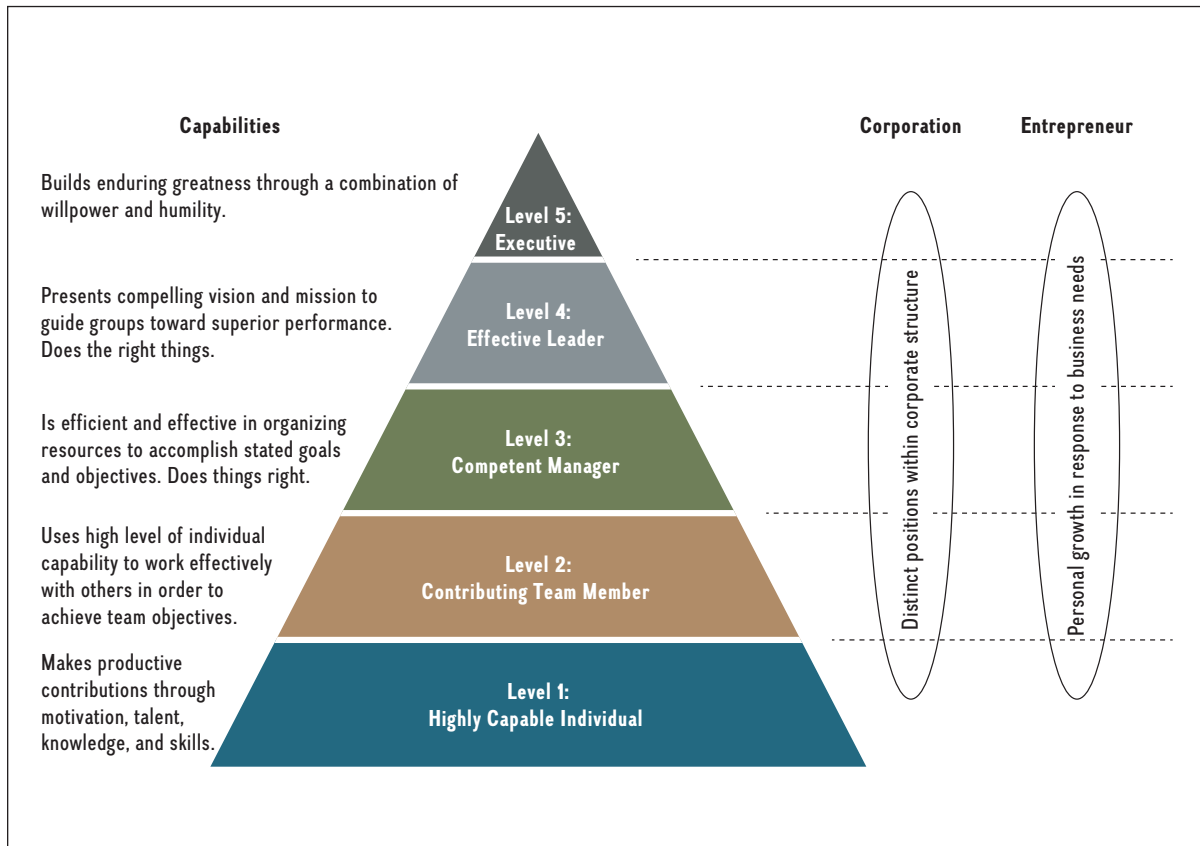 Capabilities
Corporation
Entrepreneur
Builds enduring greatness through a combination of
willpower and humility.
Level 5:
Executive
Presents compelling vision and mission to
guide groups toward superior performance.
Does the right things.
Level 4:
Effective Leader
Is efficient and effective in organizing
resources to accomplish stated goals
and objectives. Does things right.
Level 3:
Competent Manager
Uses high level of individual
capability to work effectively
with others in order to
achieve team objectives.
Level 2:
Contributing Team Member
Makes productive
contributions through
motivation, talent,
knowledge, and skills.
Level 1:
Highly Capable Individual
Distinct positions within corporate structure
Personal growth in response to business needs